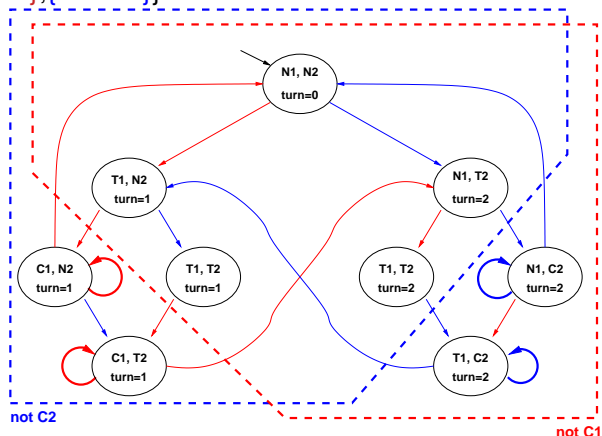 },{ }}
N1, N2
turn=0
T1, N2
turn=1
N1, T2
turn=2
C1, N2
turn=1
T1, T2
turn=1
T1, T2
turn=2
N1, C2
turn=2
C1, T2
turn=1
T1, C2
turn=2
not C2
not C1